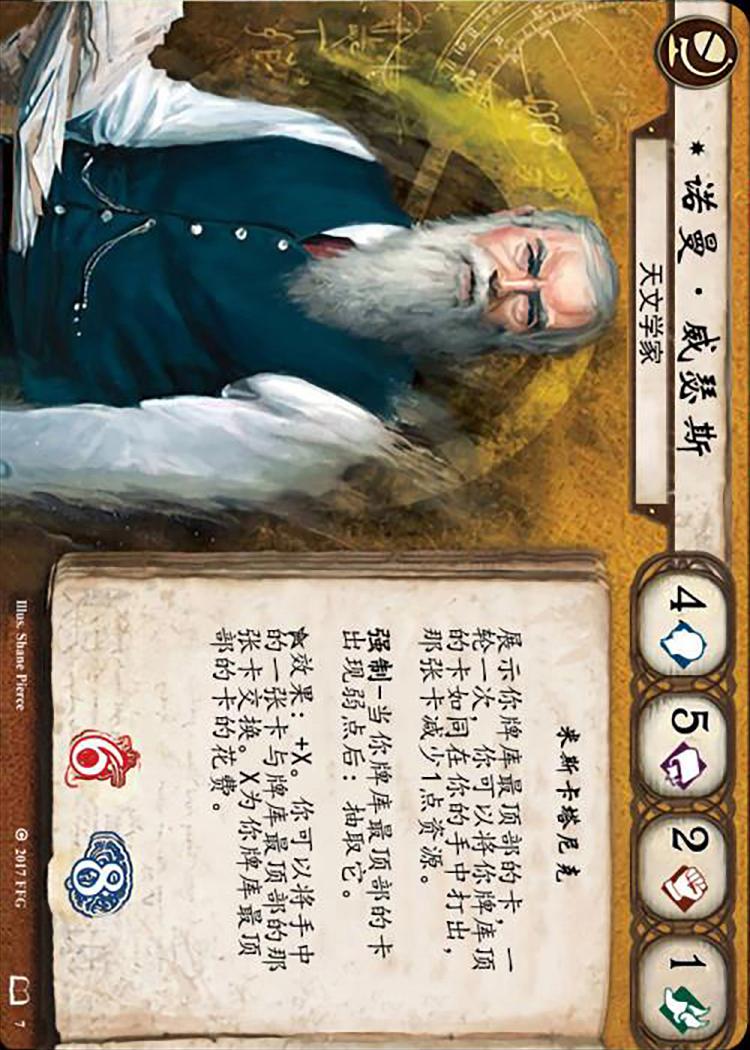 *诺曼·威瑟斯
天文学家
4 5 2 1
米斯卡塔尼克
展示你牌库最顶部的卡，一
轮一次，你可以将你牌库顶
的卡如同在你的手中打出，
那张卡减少1点资源。
强制-当你牌库最顶部的卡
出现弱点后：抽取它。
效果：+X。你可以将手中
的一张卡与牌库最顶部的那
张卡交换。X为你牌库最顶
部的卡的花费。
6 8
Illus. Shane Pierce
© 2017 FFG
7